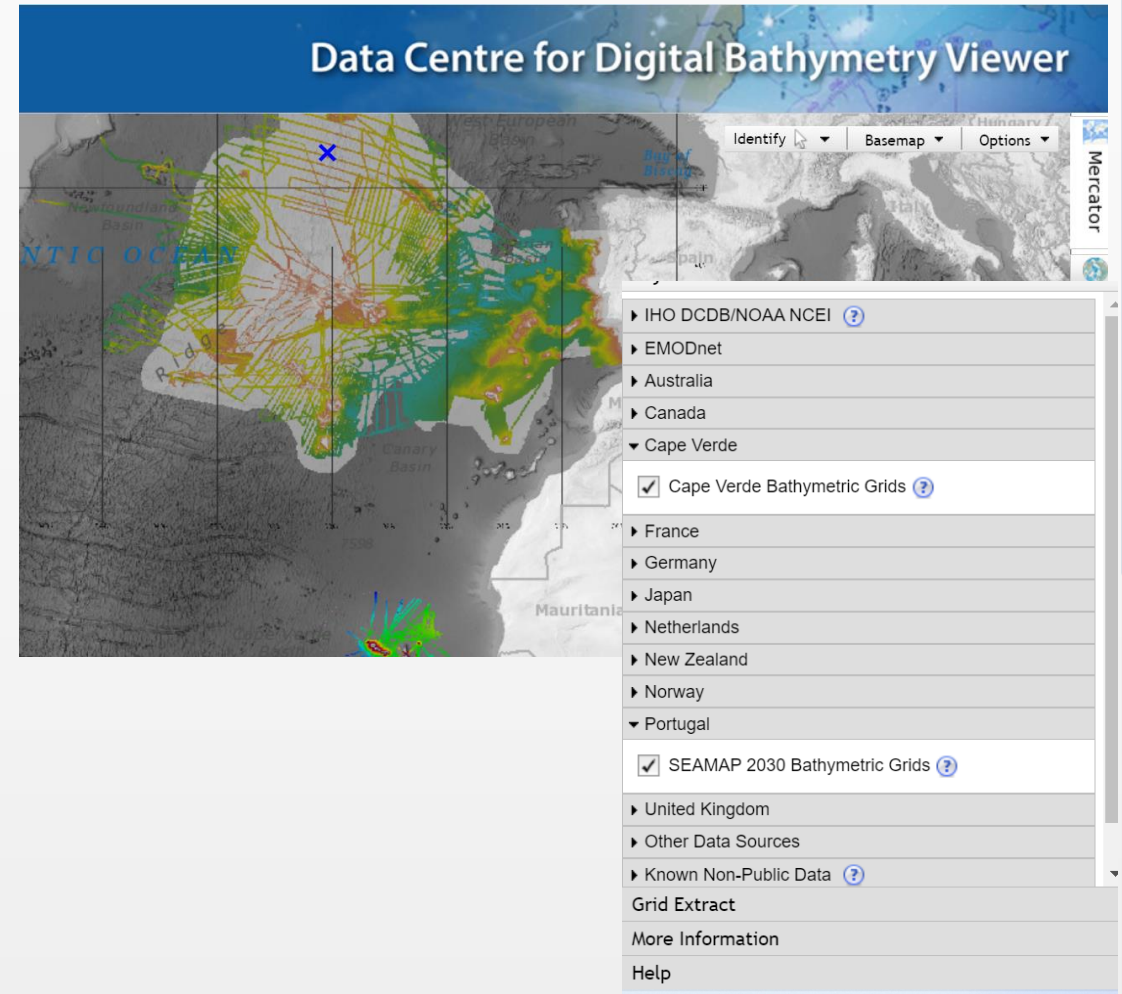 Data Centre for Digital Bathymetry Viewer
Identify
Basemap
Options
Mercator
West European
Basin
Hungary
Bay of
Biscay
Newfoundland
Basin
Italy
NTIC OCEAN
Spain
Ridge
Canary
Basin
Mauritania
IHO DCDB/NOAA NCEI ?
EMODnet
Australia
Canada
Cape Verde
Cape Verde Bathymetric Grids ?
France
Germany
Japan
Netherlands
New Zealand
Norway
Portugal
SEAMAP 2030 Bathymetric Grids ?
United Kingdom
Other Data Sources
Known Non-Public Data ?
Grid Extract
More Information
Help